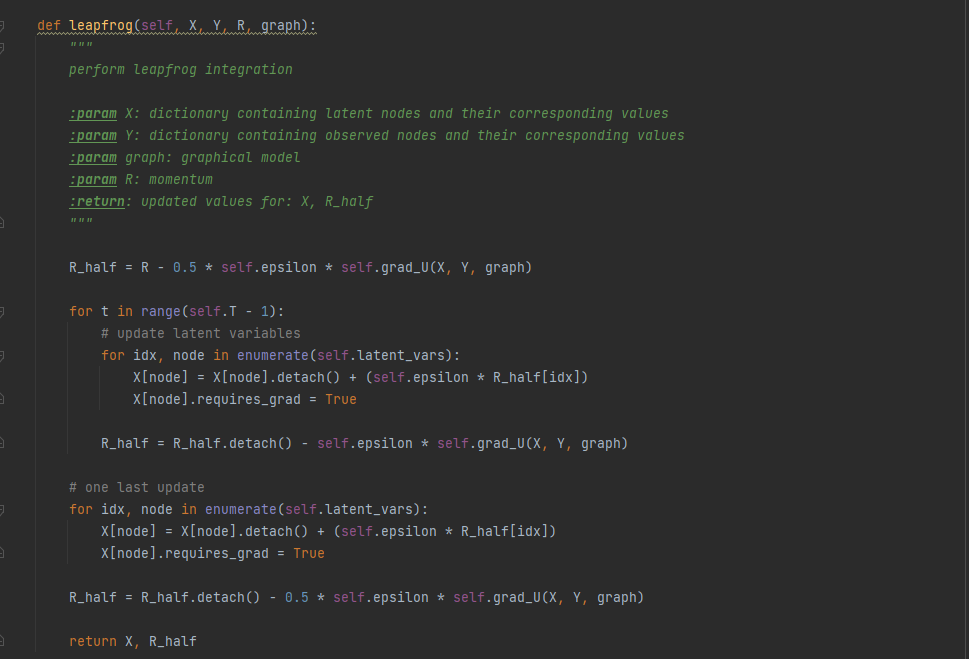 def leapfrog(self, X, Y, R, graph):
"""
perform leapfrog integration
:param X: dictionary containing latent nodes and their corresponding values
:param Y: dictionary containing observed nodes and their corresponding values
:param graph: graphical model
:param R: momentum
:return: updated values for: X, R_half
"""
R_half = R - 0.5 * self.epsilon * self.grad_U(X, Y, graph)
for t in range(self.T - 1):
# update latent variables
for idx, node in enumerate(self.latent_vars):
X[node] = X[node].detach() + (self.epsilon * R_half[idx])
X[node].requires_grad = True
R_half = R_half.detach() - self.epsilon * self.grad_U(X, Y, graph)
# one last update
for idx, node in enumerate(self.latent_vars):
X[node] = X[node].detach() + (self.epsilon * R_half[idx])
X[node].requires_grad = True
R_half = R_half.detach() - 0.5 * self.epsilon * self.grad_U(X, Y, graph)
return X, R_half